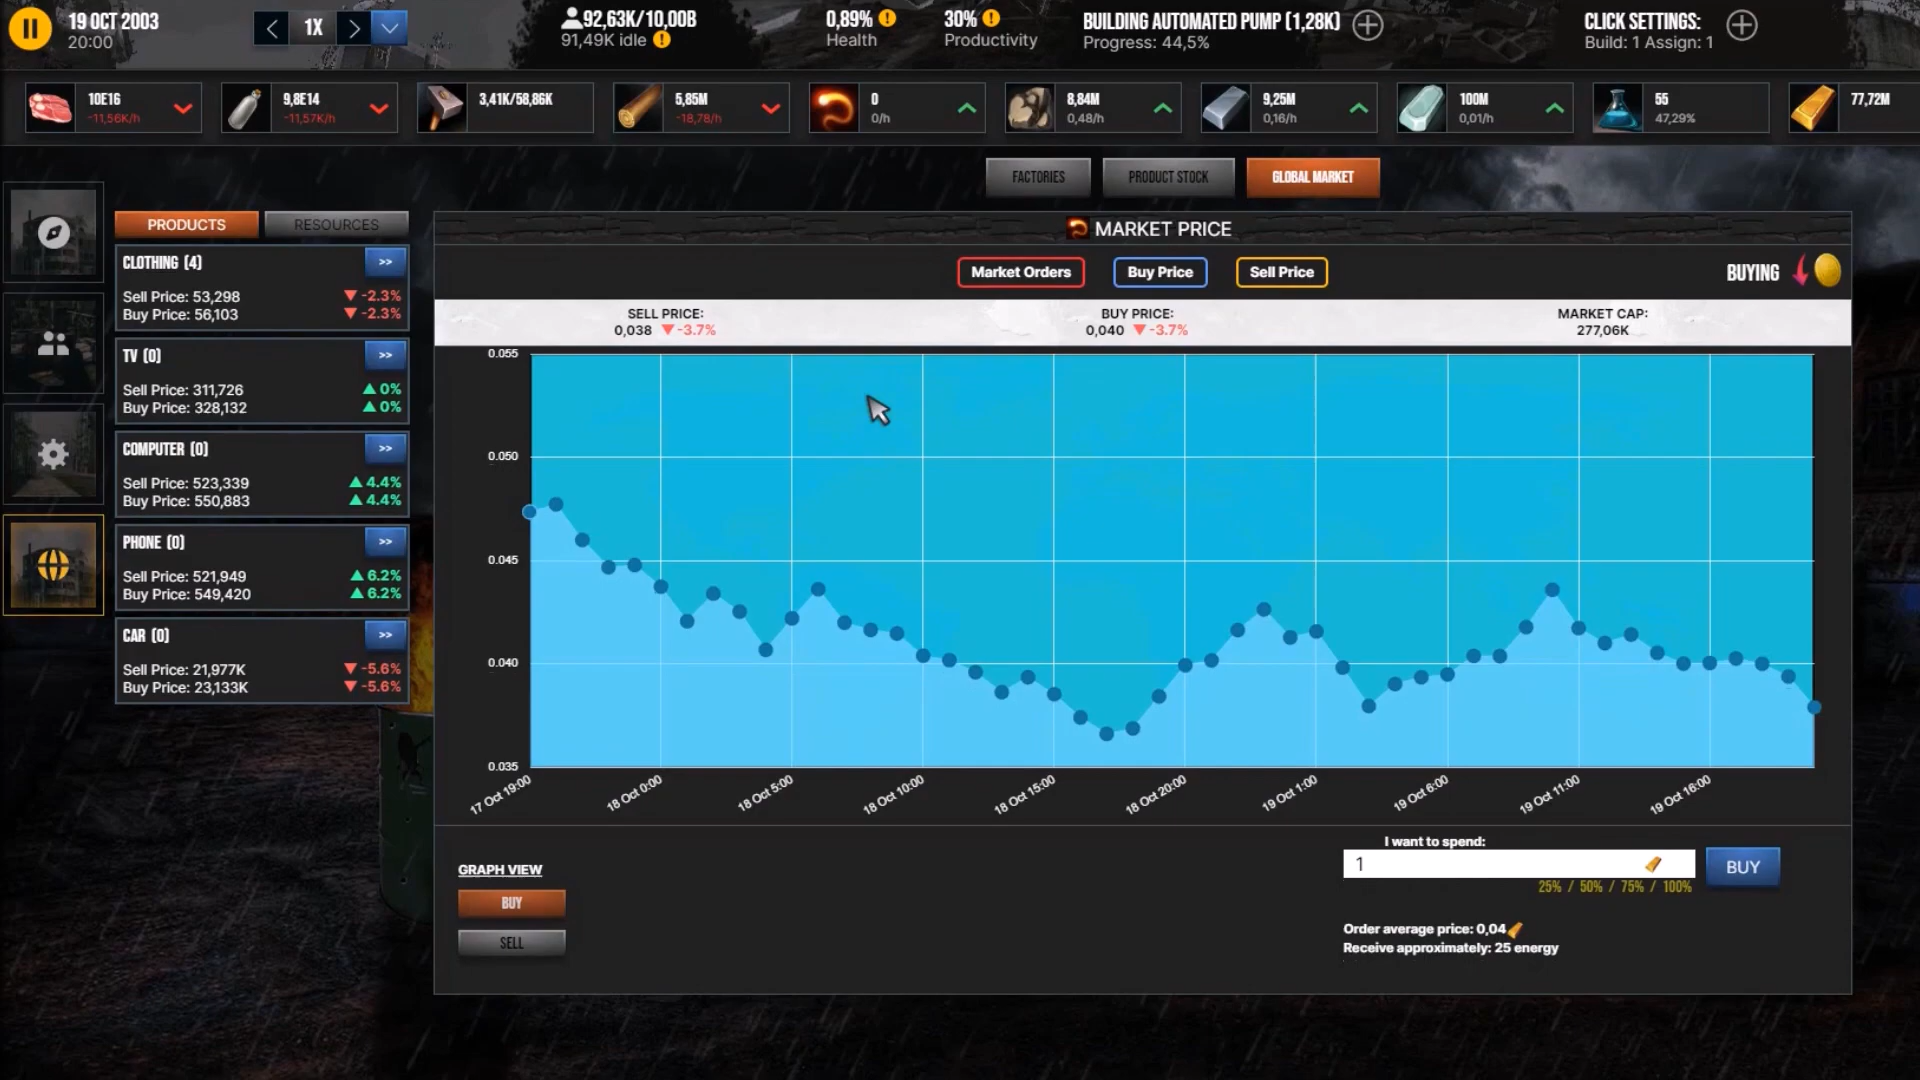 19 OCT 2003
20:00
1X
92,63K/10,00B
91,49K idle
0,89%
Health
30%
Productivity
BUILDING AUTOMATED PUMP (1,28K)
Progress: 44,5%
CLICK SETTINGS:
Build: 1 Assign: 1
10E16
-11,56K/h
9,8E14
-11,57K/h
3,41K/58,86K
5,85M
-18,78/h
0
0/h
8,84M
0,48/h
9,25M
0,16/h
100M
0,01/h
55
47,29%
77,72M
FACTORIES
PRODUCT STOCK
GLOBAL MARKET
PRODUCTS
RESOURCES
CLOTHING (4)
>>
Sell Price: 53,298
▼ -2.3%
Buy Price: 56,103
▼ -2.3%
TV (0)
>>
Sell Price: 311,726
▲ 0%
Buy Price: 328,132
▲ 0%
COMPUTER (0)
>>
Sell Price: 523,339
▲ 4.4%
Buy Price: 550,883
▲ 4.4%
PHONE (0)
>>
Sell Price: 521,949
▲ 6.2%
Buy Price: 549,420
▲ 6.2%
CAR (0)
>>
Sell Price: 21,977K
▼ -5.6%
Buy Price: 23,133K
▼ -5.6%
MARKET PRICE
Market Orders
Buy Price
Sell Price
BUYING
SELL PRICE:
0,038 ▼ -3.7%
BUY PRICE:
0,040 ▼ -3.7%
MARKET CAP:
277,06K
0.055
0.050
0.045
0.040
0.035
17 Oct 19:00
18 Oct 0:00
18 Oct 5:00
18 Oct 10:00
18 Oct 15:00
18 Oct 20:00
19 Oct 1:00
19 Oct 6:00
19 Oct 11:00
19 Oct 16:00
GRAPH VIEW
BUY
SELL
I want to spend:
1
BUY
25% / 50% / 75% / 100%
Order average price: 0,04
Receive approximately: 25 energy